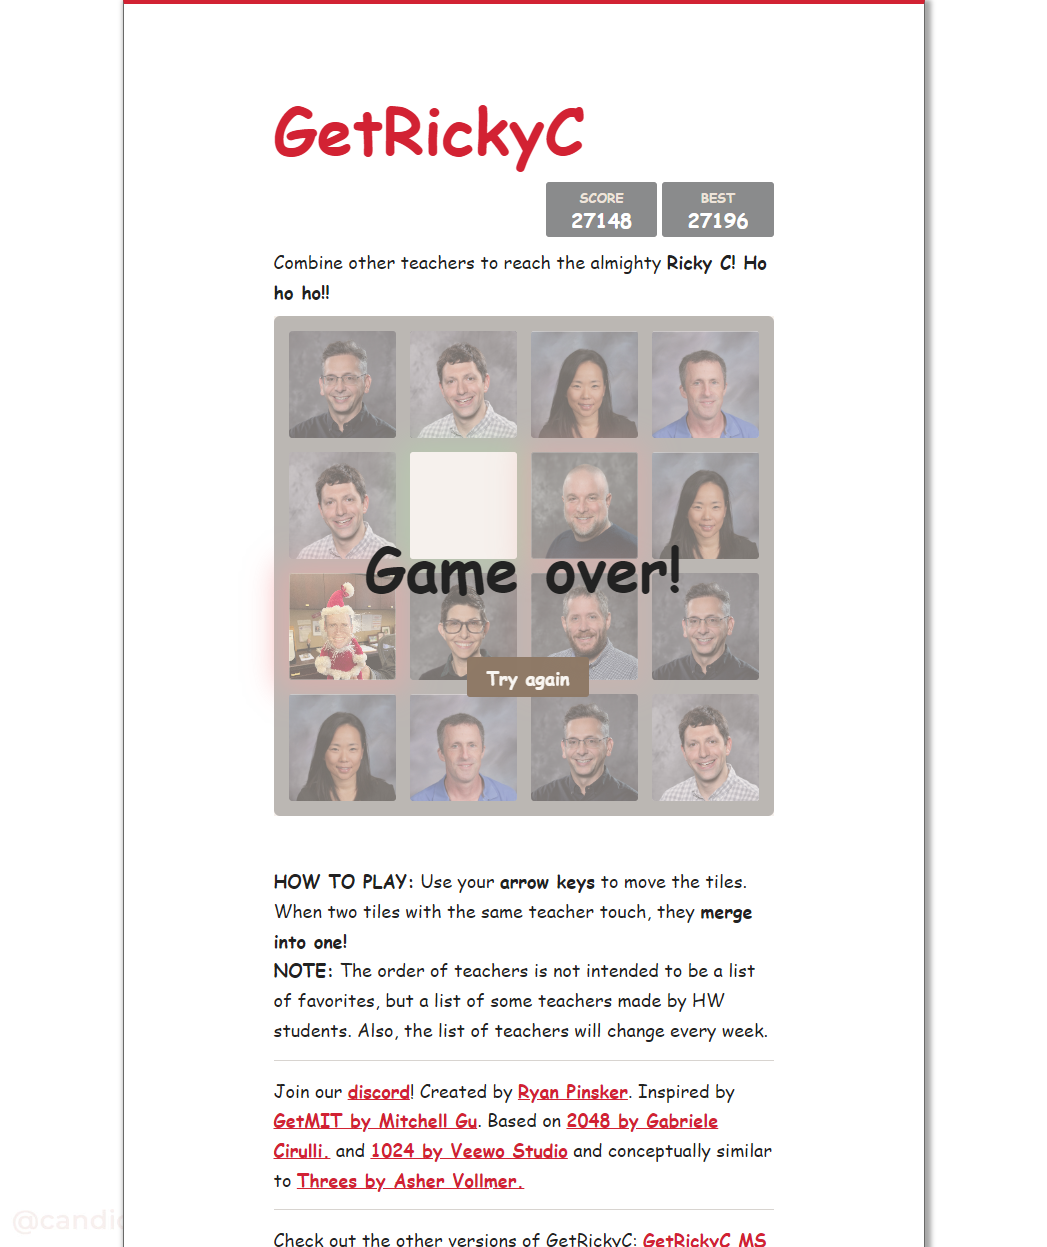 GetRickyC
SCORE
27148
BEST
27196
Combine other teachers to reach the almighty Ricky C! Ho
ho ho!!
Game over!
Try again
HOW TO PLAY: Use your arrow keys to move the tiles.
When two tiles with the same teacher touch, they merge
into one!
NOTE: The order of teachers is not intended to be a list
of favorites, but a list of some teachers made by HW
students. Also, the list of teachers will change every week.
Join our discord! Created by Ryan Pinsker. Inspired by
GetMIT by Mitchell Gu. Based on 2048 by Gabriele
Cirulli. and 1024 by Veewo Studio and conceptually similar
to Threes by Asher Vollmer.
Check out the other versions of GetRickyC: GetRickyC MS